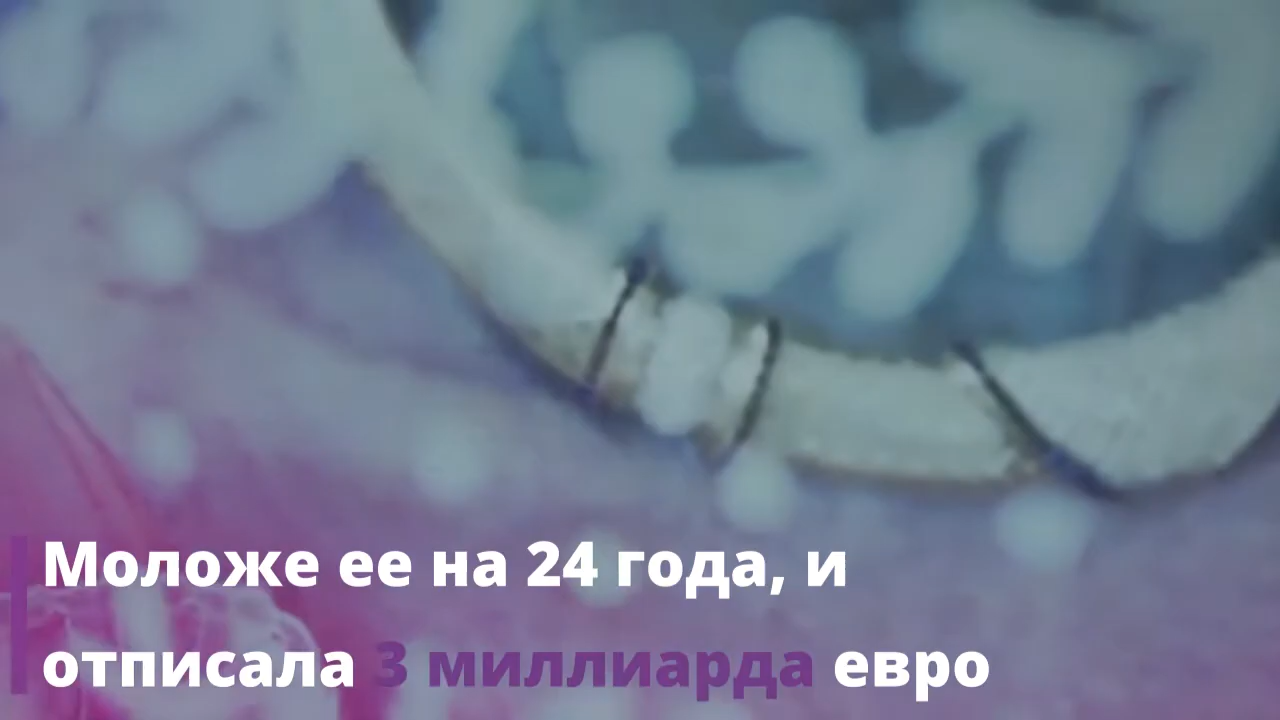 Моложе ее на 24 года, и
отписала 3 миллиарда евро